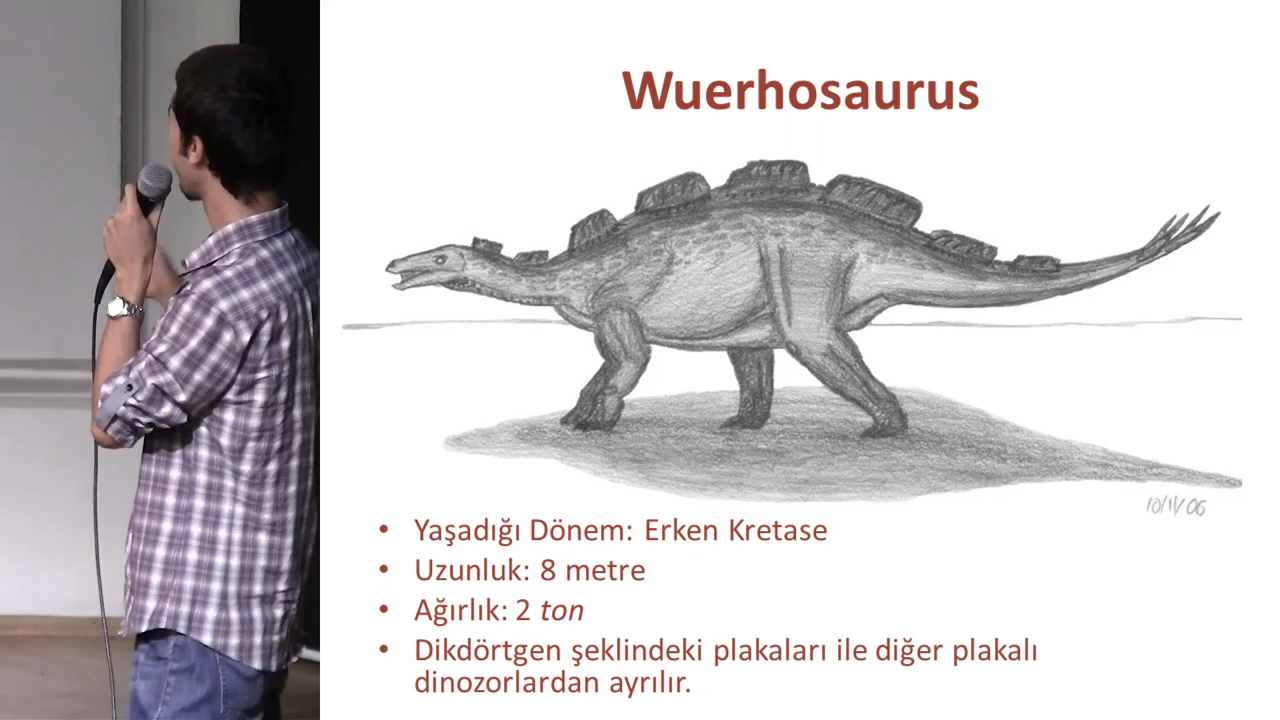 Wuerhosaurus
10/11/06
• Yaşadığı Dönem: Erken Kretase
• Uzunluk: 8 metre
• Ağırlık: 2 ton
• Dikdörtgen şeklindeki plakaları ile diğer plakalı
dinozorlardan ayrılır.